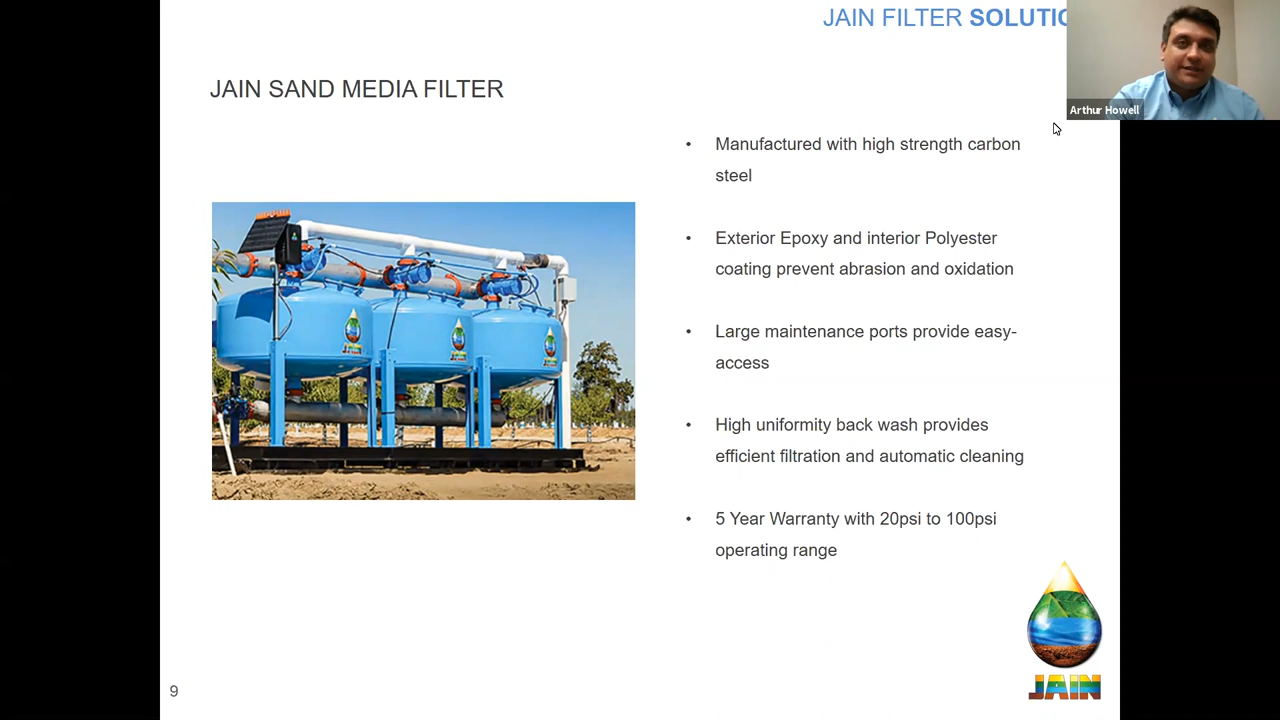 JAIN FILTER SOLUTIO
Arthur Howell
JAIN SAND MEDIA FILTER
• Manufactured with high strength carbon
steel
• Exterior Epoxy and interior Polyester
coating prevent abrasion and oxidation
• Large maintenance ports provide easy-
access
• High uniformity back wash provides
efficient filtration and automatic cleaning
• 5 Year Warranty with 20psi to 100psi
operating range
JAIN
9